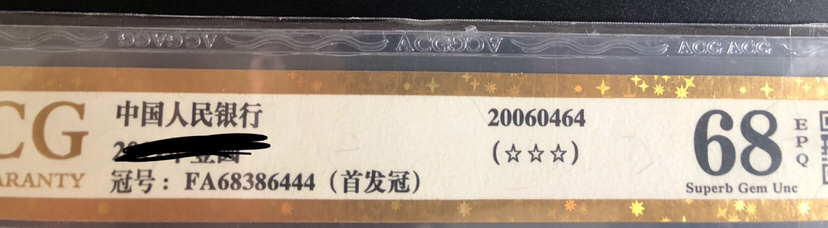 ACGACG
ACGACG
ACG ACG
中国人民银行
冠号：FA68386444（首发冠）
20060464
(☆☆☆)
CG
ARANTY
68
EPQ
Superb Gem Unc